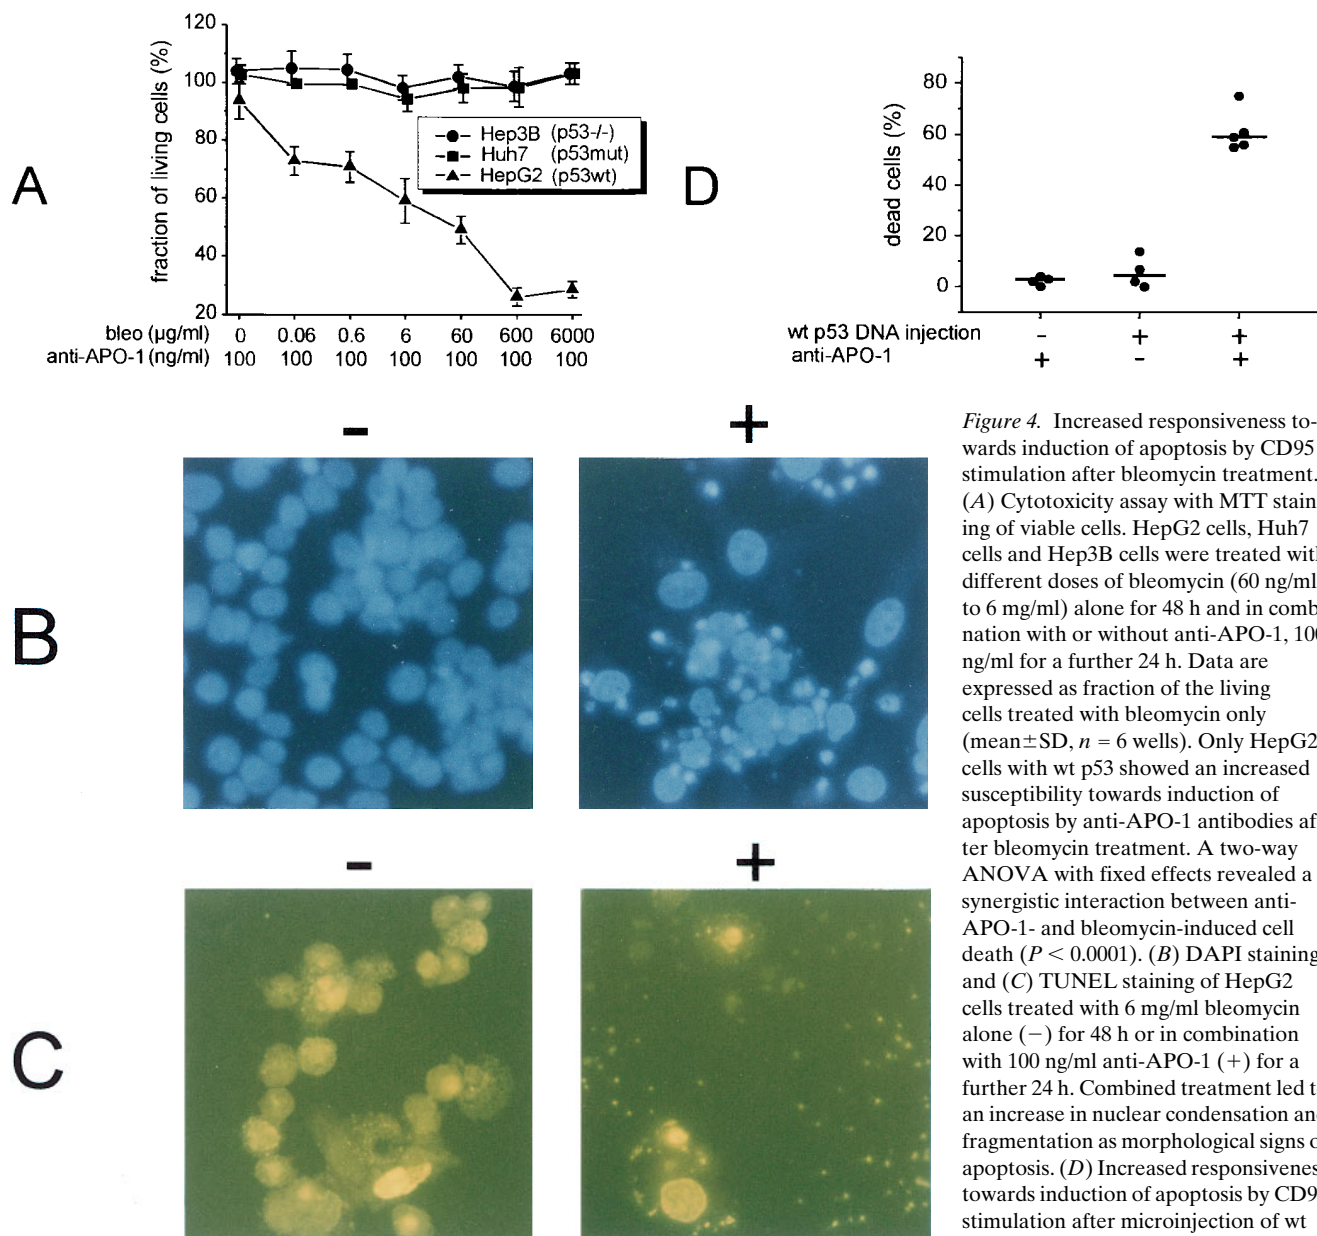 A
fraction of living cells (%)
120
100
80
60
40
20
Hep3B (p53-/-)
Huh7 (p53mut)
HepG2 (p53wt)
bleo (µg/ml) 0 0.06 0.6 6 60 600 6000
anti-APO-1 (ng/ml) 100 100 100 100 100 100 100
D
dead cells (%)
80
60
40
20
0
wt p53 DNA injection - + +
anti-APO-1 + - +
B
− +
C
− +
Figure 4. Increased responsiveness to-
wards induction of apoptosis by CD95
stimulation after bleomycin treatment.
(A) Cytotoxicity assay with MTT stain-
ing of viable cells. HepG2 cells, Huh7
cells and Hep3B cells were treated with
different doses of bleomycin (60 ng/ml
to 6 mg/ml) alone for 48 h and in comb
nation with or without anti-APO-1, 100
ng/ml for a further 24 h. Data are
expressed as fraction of the living
cells treated with bleomycin only
(mean±SD, n = 6 wells). Only HepG2
cells with wt p53 showed an increased
susceptibility towards induction of
apoptosis by anti-APO-1 antibodies af-
ter bleomycin treatment. A two-way
ANOVA with fixed effects revealed a
synergistic interaction between anti-
APO-1- and bleomycin-induced cell
death (P < 0.0001). (B) DAPI staining
and (C) TUNEL staining of HepG2
cells treated with 6 mg/ml bleomycin
alone (−) for 48 h or in combination
with 100 ng/ml anti-APO-1 (+) for a
further 24 h. Combined treatment led t
an increase in nuclear condensation an
fragmentation as morphological signs o
apoptosis. (D) Increased responsivenes
towards induction of apoptosis by CD9
stimulation after microinjection of wt